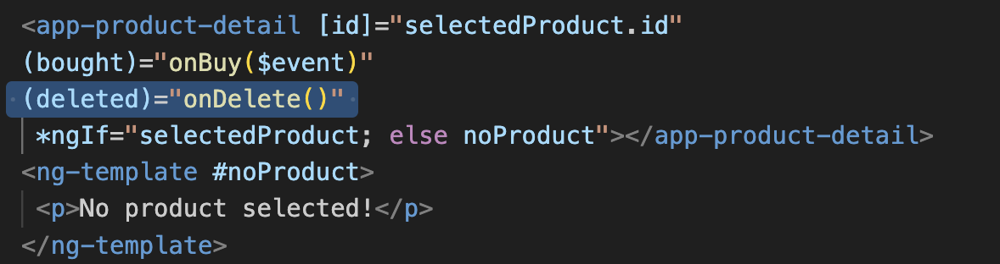 <app-product-detail [id]="selectedProduct.id"
(bought)="onBuy($event)"
(deleted)="onDelete()"
*ngIf="selectedProduct; else noProduct"></app-product-detail>
<ng-template #noProduct>
<p>No product selected!</p>
</ng-template>